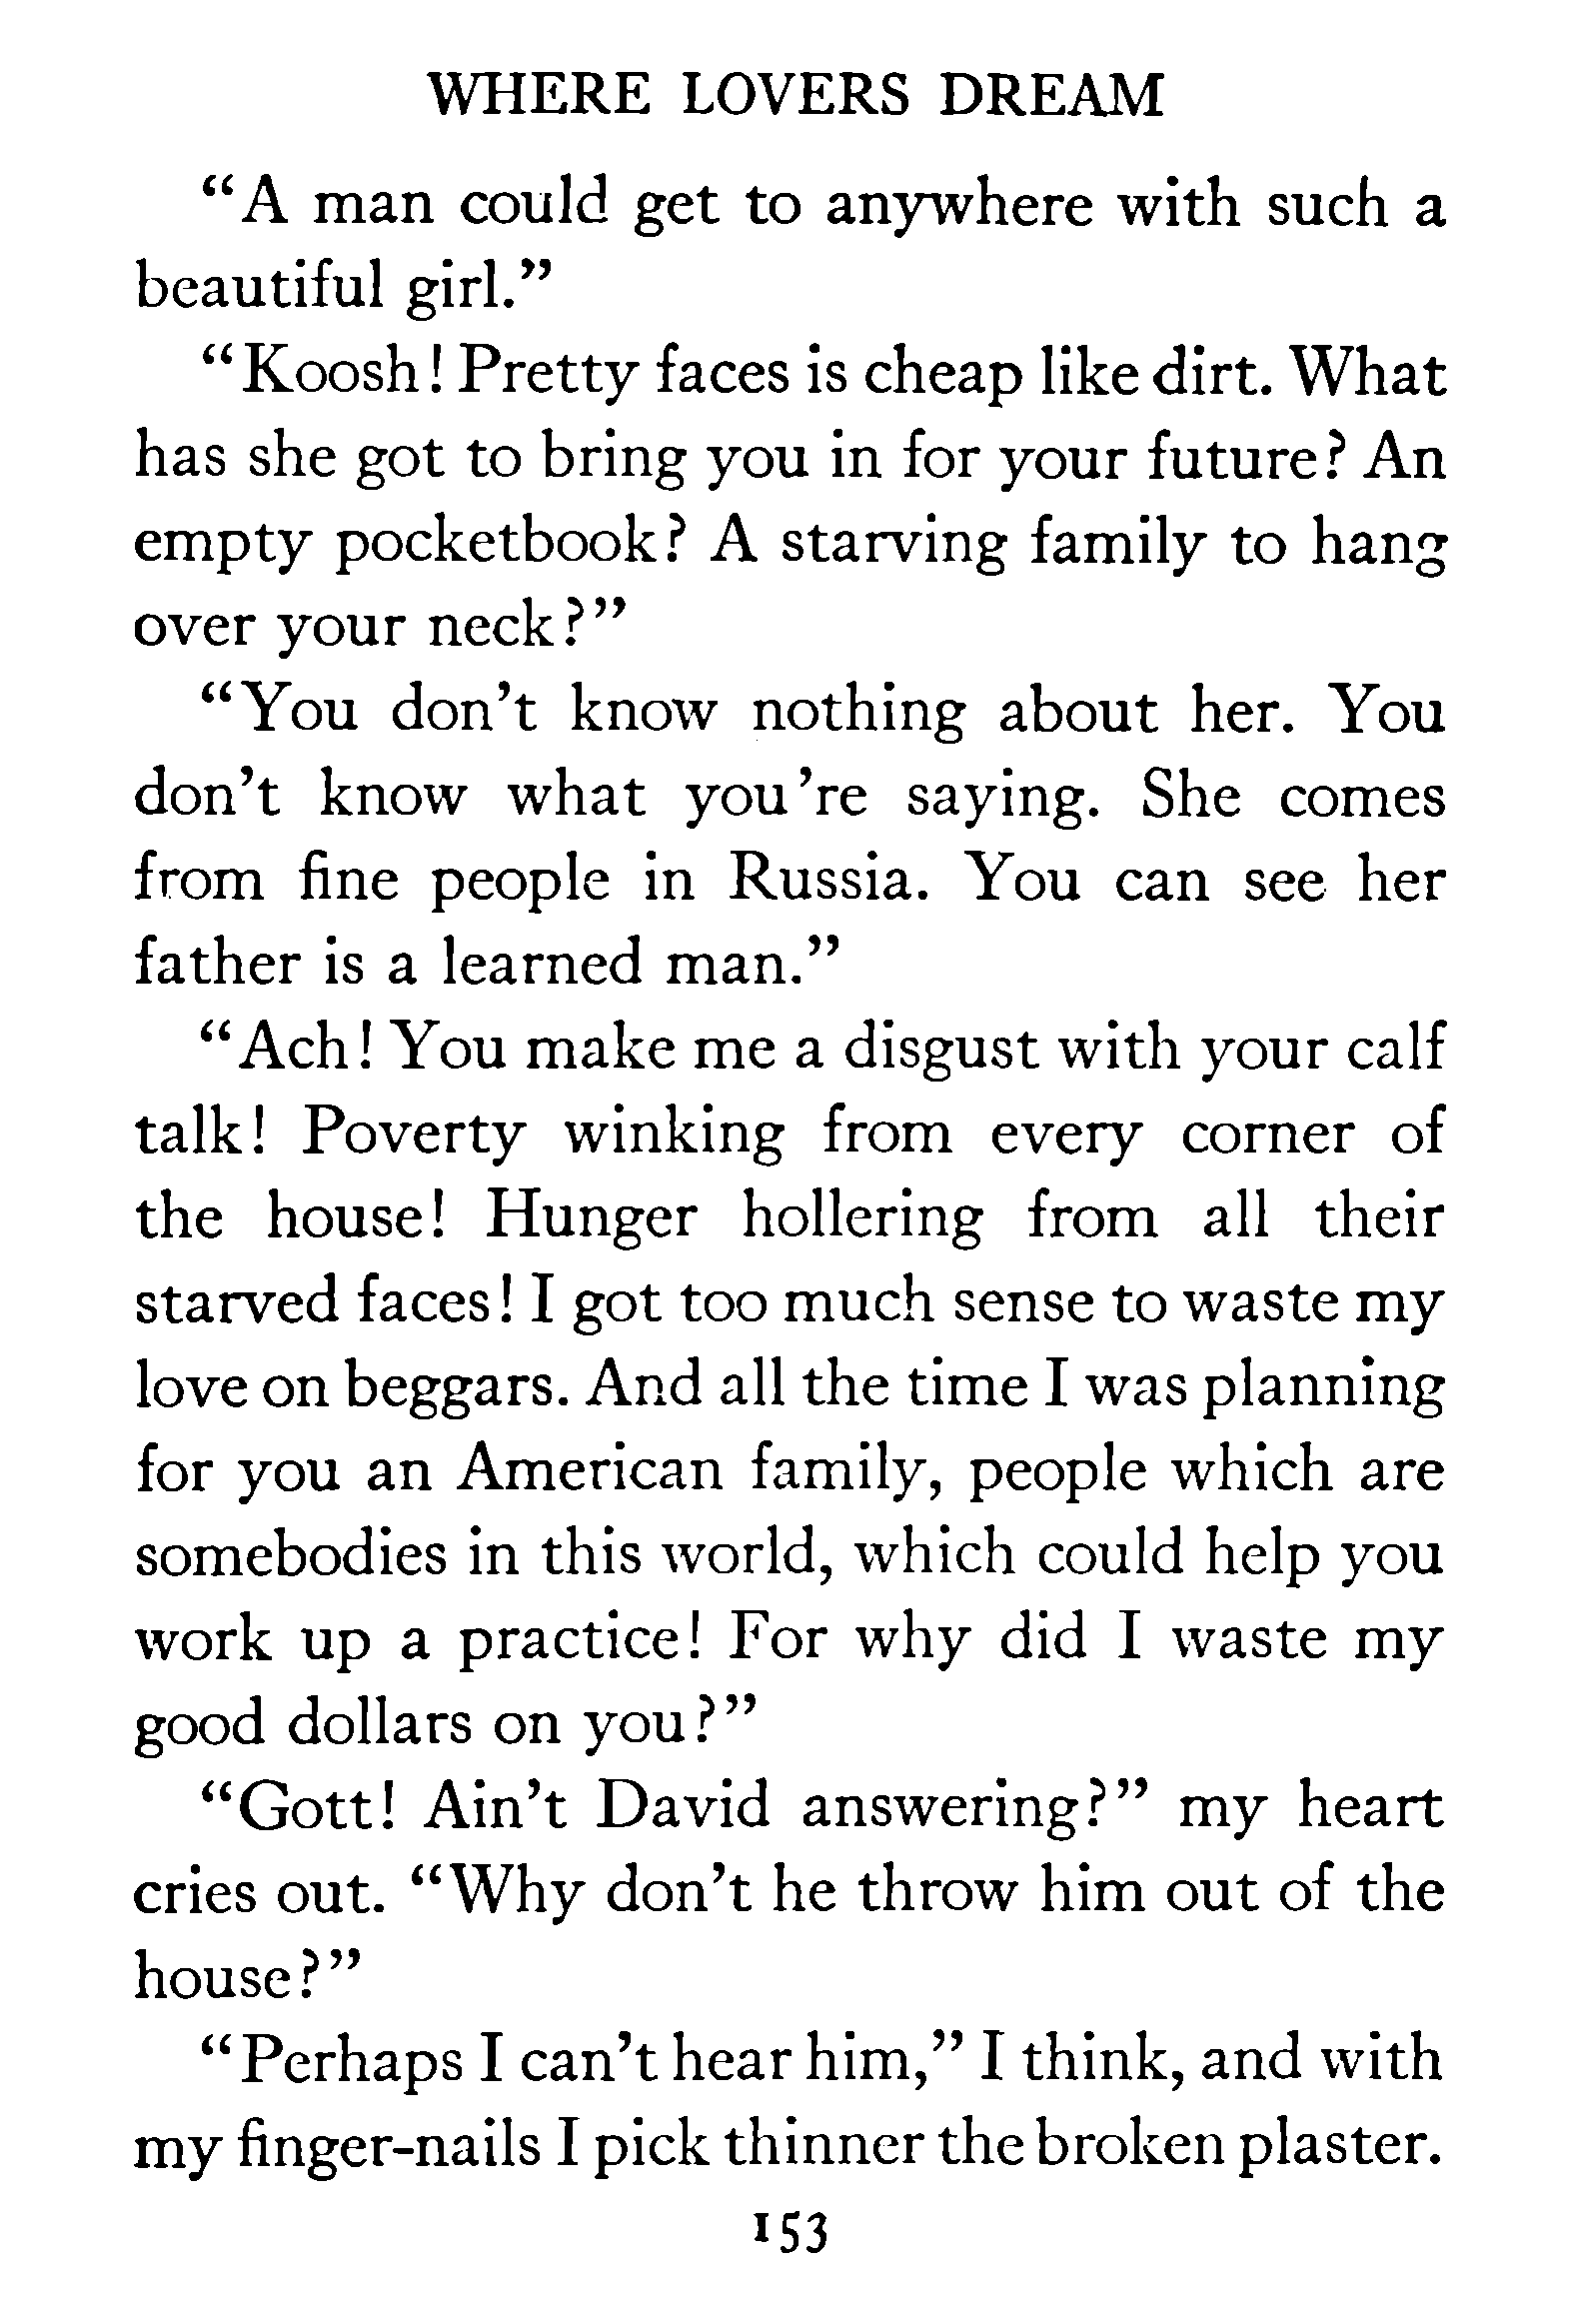 WHERE LOVERS DREAM
“A man could get to anywhere with such a
beautiful girl.”
“Koosh! Pretty faces is cheap like dirt. What
has she got to bring you in for your future? An
empty pocketbook? A starving family to hang
over your neck?”
“You don’t know nothing about her. You
don’t know what you’re saying. She comes
from fine people in Russia. You can see her
father is a learned man.”
“Ach! You make me a disgust with your calf
talk! Poverty winking from every corner of
the house! Hunger hollering from all their
starved faces! I got too much sense to waste my
love on beggars. And all the time I was planning
for you an American family, people which are
somebodies in this world, which could help you
work up a practice! For why did I waste my
good dollars on you?”
“Gott! Ain’t David answering?” my heart
cries out. “Why don’t he throw him out of the
house?”
“Perhaps I can’t hear him,” I think, and with
my finger-nails I pick thinner the broken plaster.
153